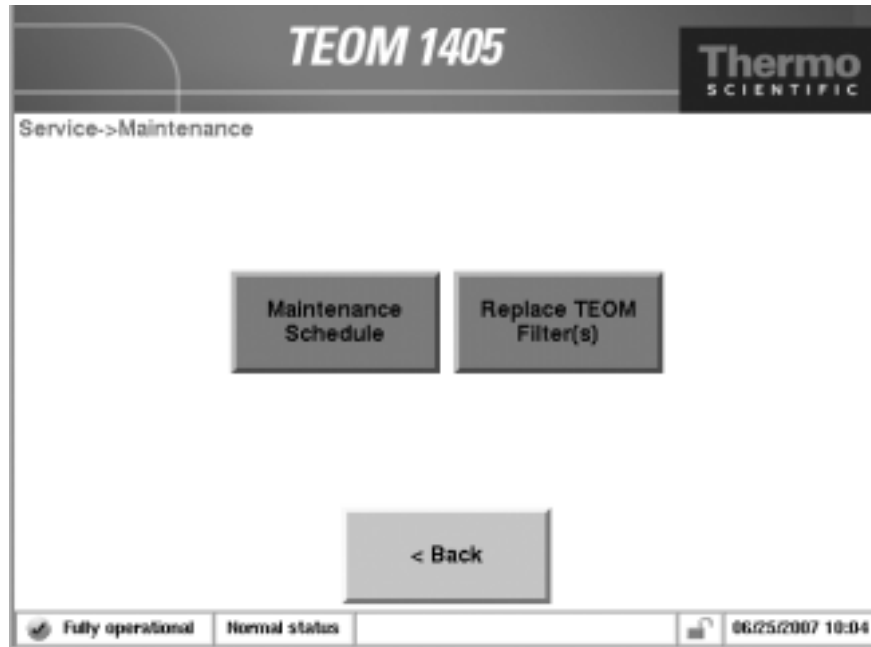 TEOM 1405
Thermo
SCIENTIFIC
Service->Maintenance
Maintenance
Schedule
Replace TEOM
Filter(s)
< Back
Fully operational
Normal status
06/25/2007 10:04